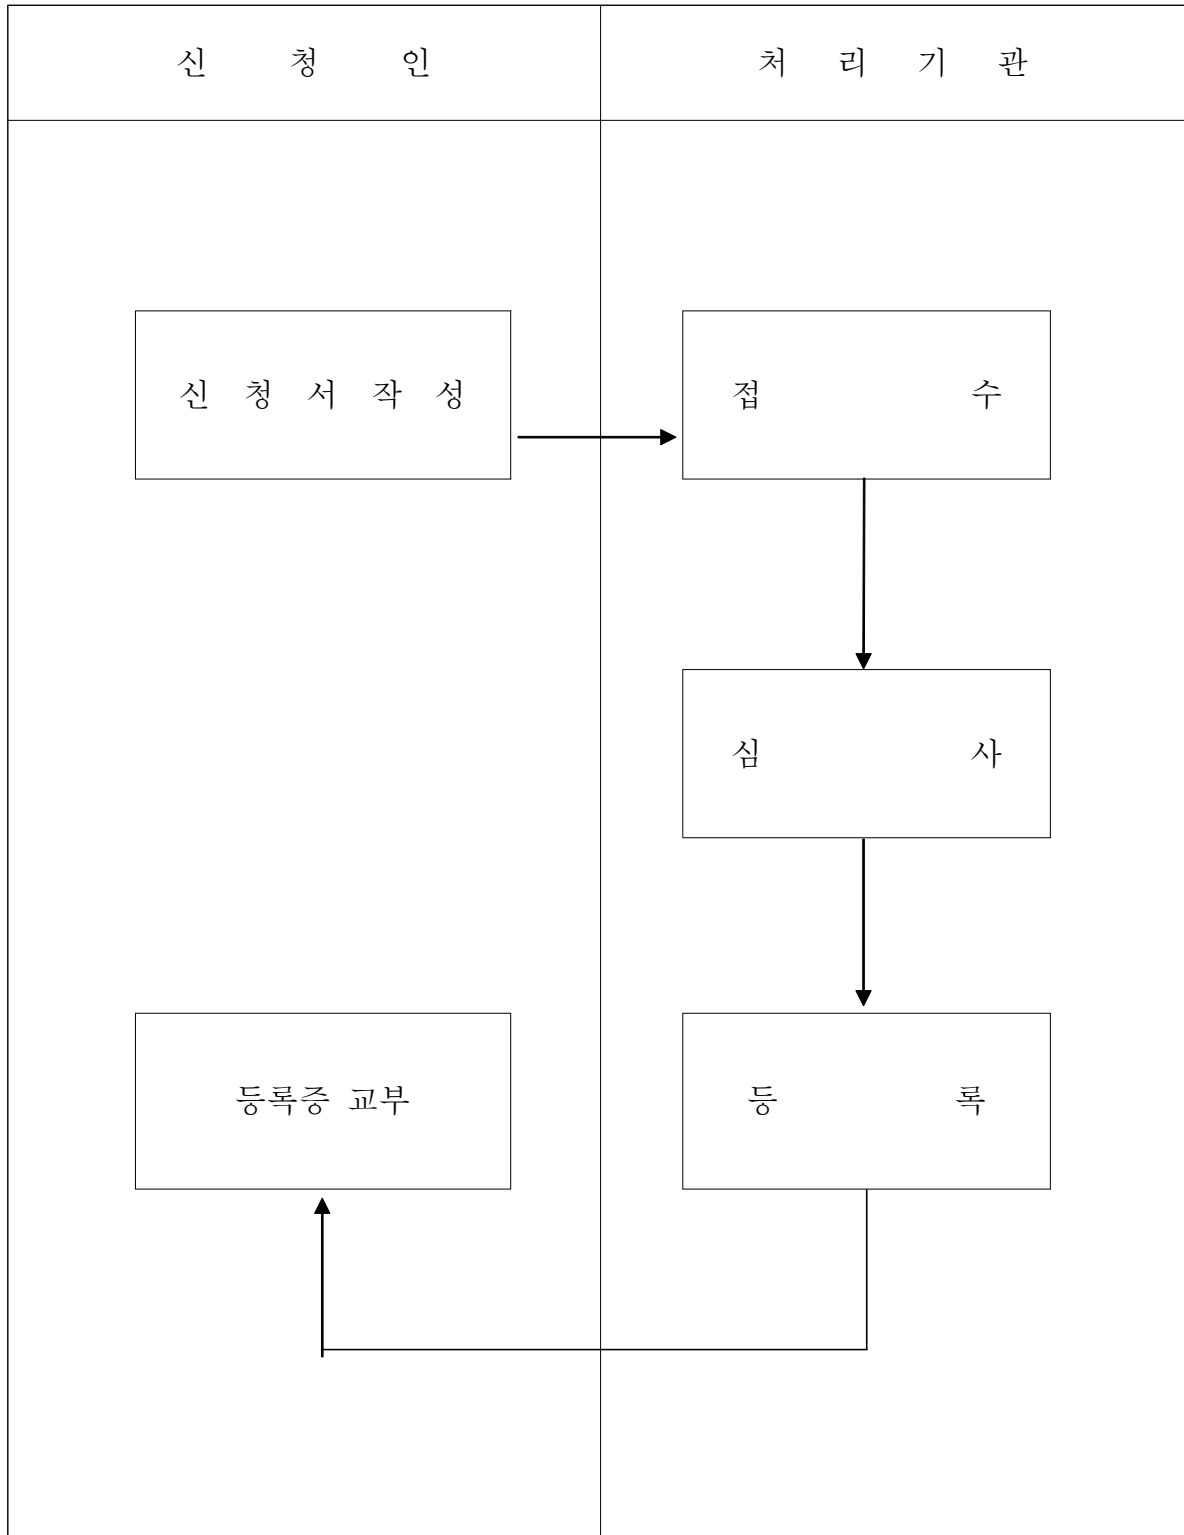 신 청 인
처 리 기 관
신 청 서 작 성
접 수
심 사
등록증 교부
등 록